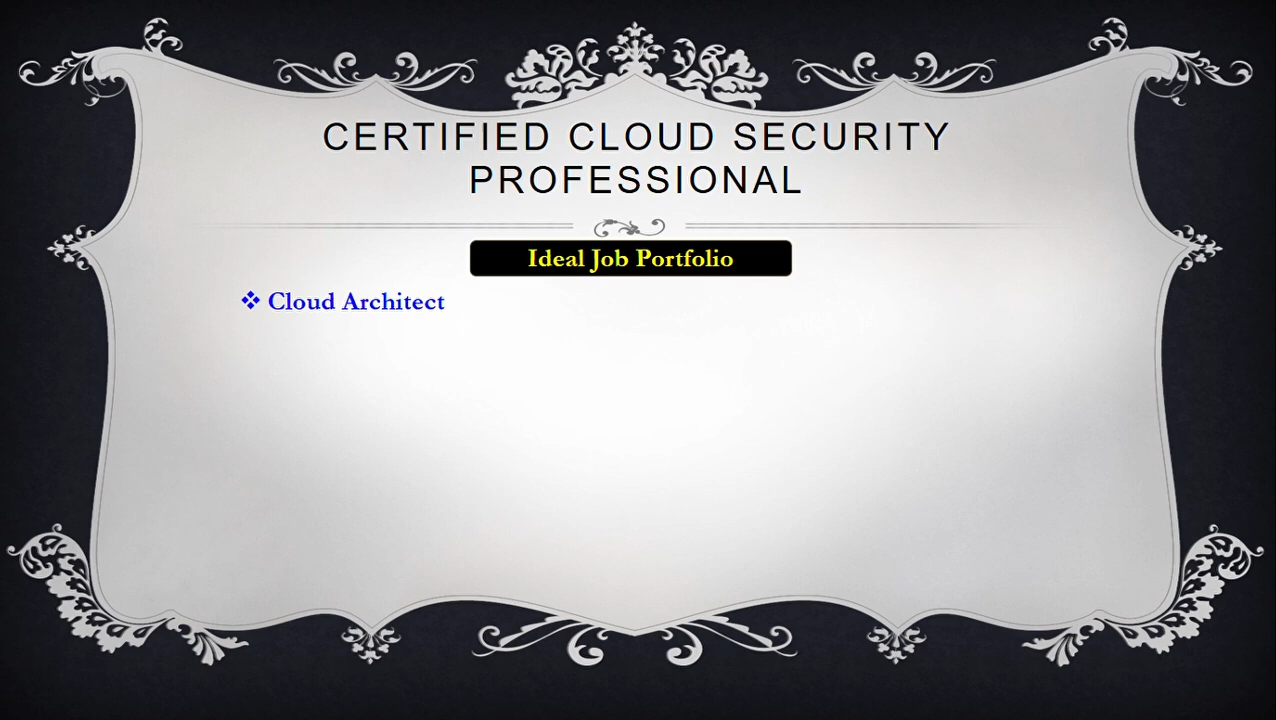 CERTIFIED CLOUD SECURITY
PROFESSIONAL
Ideal Job Portfolio
❖ Cloud Architect